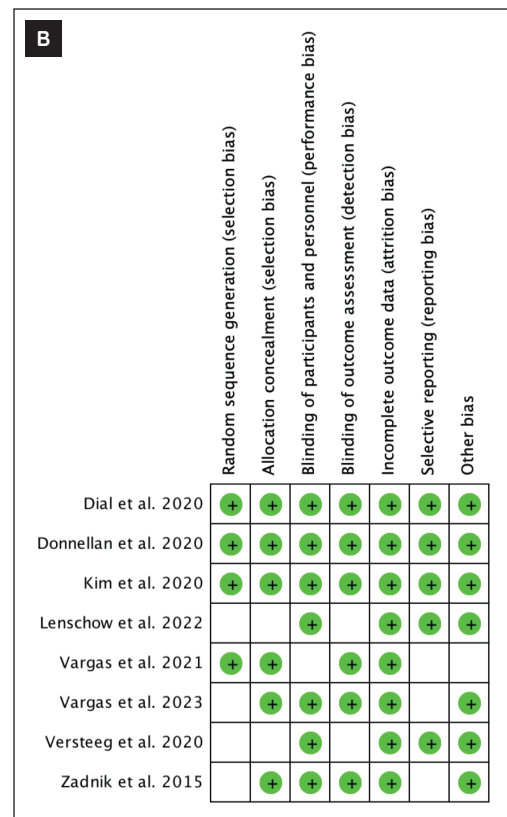 B
Random sequence generation (selection bias)
Allocation concealment (selection bias)
Blinding of participants and personnel (performance bias)
Blinding of outcome assessment (detection bias)
Incomplete outcome data (attrition bias)
Selective reporting (reporting bias)
Other bias
Dial et al. 2020 + + + + + + +
Donnellan et al. 2020 + + + + + + +
Kim et al. 2020 + + + + + + +
Lenschow et al. 2022 + + + +
Vargas et al. 2021 + + + +
Vargas et al. 2023 + + + + +
Versteeg et al. 2020 + + + +
Zadnik et al. 2015 + + + + +